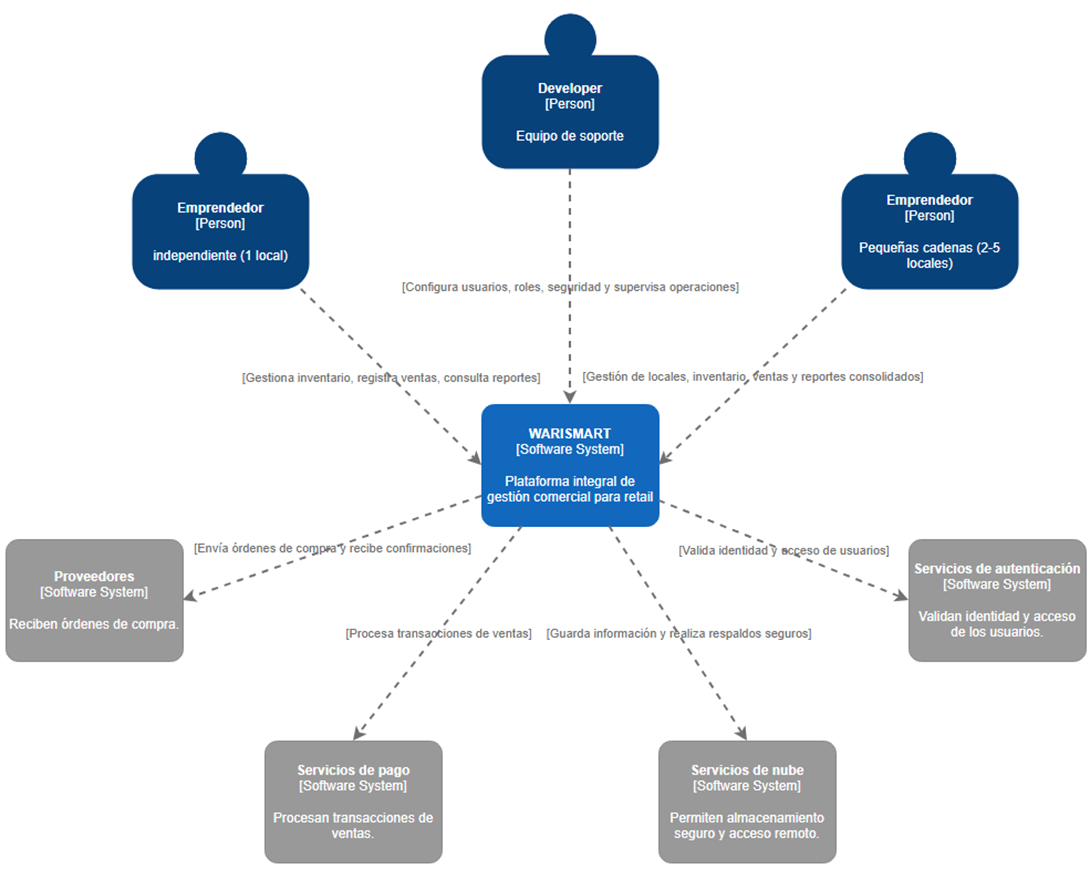 Developer
[Person]
Equipo de soporte
Emprendedor
[Person]
independiente (1 local)
Emprendedor
[Person]
Pequeñas cadenas (2-5
locales)
[Configura usuarios, roles, seguridad y supervisa operaciones]
[Gestiona inventario, registra ventas, consulta reportes]
[Gestión de locales, inventario, ventas y reportes consolidados]
WARISMART
[Software System]
Plataforma integral de
gestión comercial para retail
[Envía órdenes de compra y recibe confirmaciones]
[Valida identidad y acceso de usuarios]
Proveedores
[Software System]
Reciben órdenes de compra.
Servicios de autenticación
[Software System]
Validan identidad y acceso
de los usuarios.
[Procesa transacciones de ventas]
[Guarda información y realiza respaldos seguros]
Servicios de pago
[Software System]
Procesan transacciones de
ventas.
Servicios de nube
[Software System]
Permiten almacenamiento
seguro y acceso remoto.